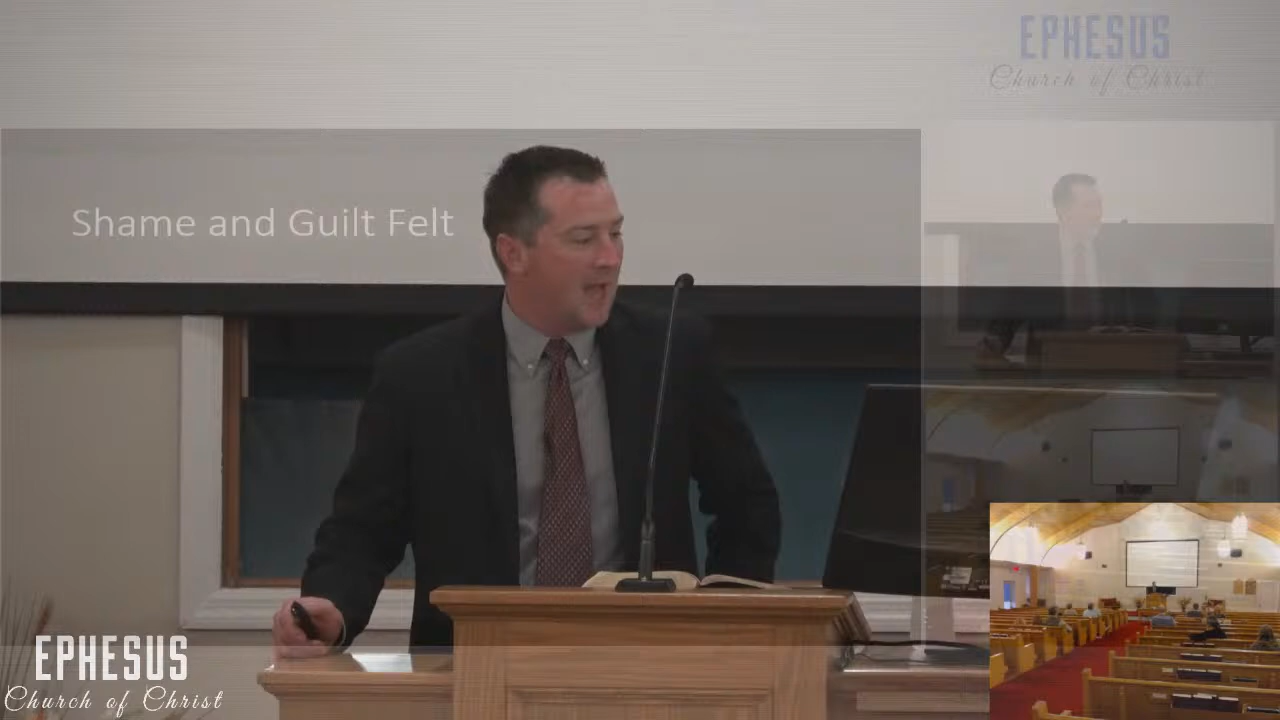 EPHESUS
Church of Christ
Shame and Guilt Felt
EPHESUS
Church of Christ